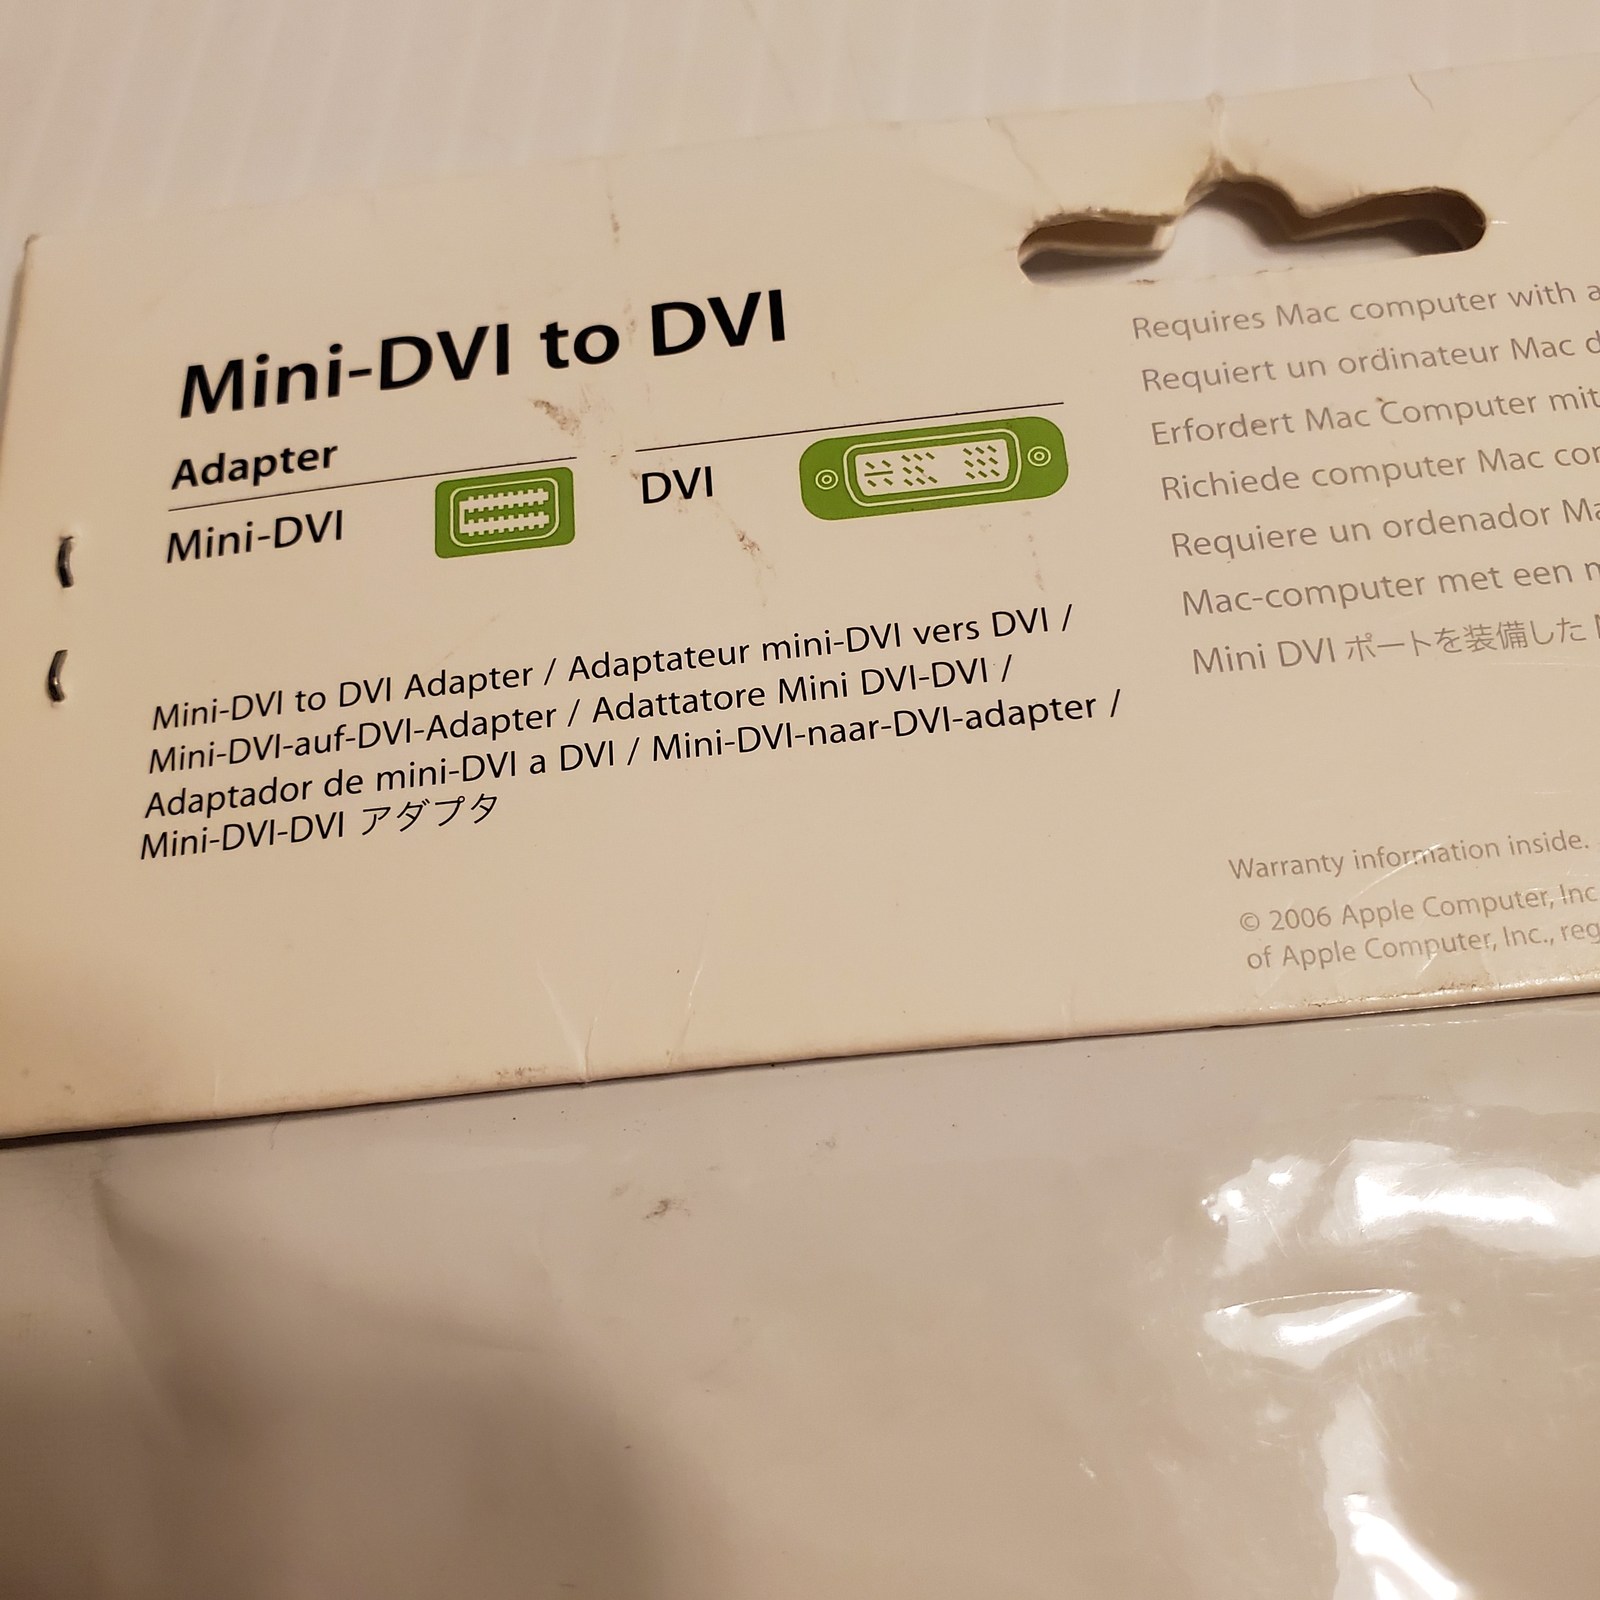 Mini-DVI to DVI
Adapter
Mini-DVI
DVI
Mini-DVI to DVI Adapter / Adaptateur mini-DVI vers DVI /
Mini-DVI-auf-DVI-Adapter / Adattatore Mini DVI-DVI /
Adaptador de mini-DVI a DVI / Mini-DVI-naar-DVI-adapter /
Mini-DVI-DVI アダプタ
Requires Mac computer with a
Requiert un ordinateur Mac
Erfordert Mac Computer mit
Richiede computer Mac
Requiere un ordenador
Mac-computer met een
Mini DVI ポートを装備した
Warranty information inside.
© 2006 Apple Computer, Inc
of Apple Computer, Inc.,